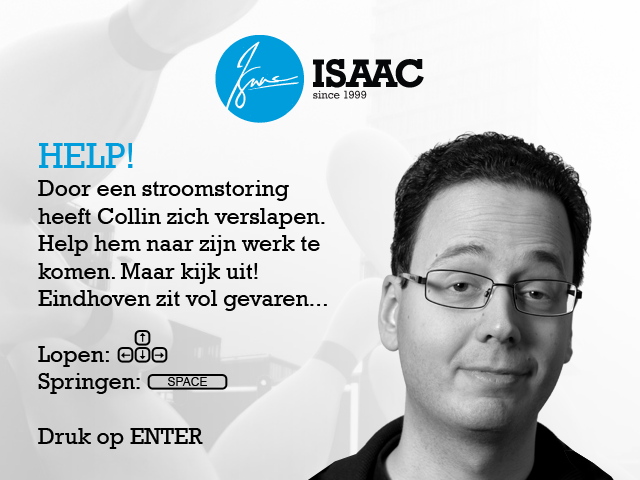 Isaac
ISAAC
since 1999
HELP!
Door een stroomstoring
heeft Collin zich verslapen.
Help hem naar zijn werk te
komen. Maar kijk uit!
Eindhoven zit vol gevaren...
Lopen: ↑ ← ↓ →
Springen: SPACE
Druk op ENTER